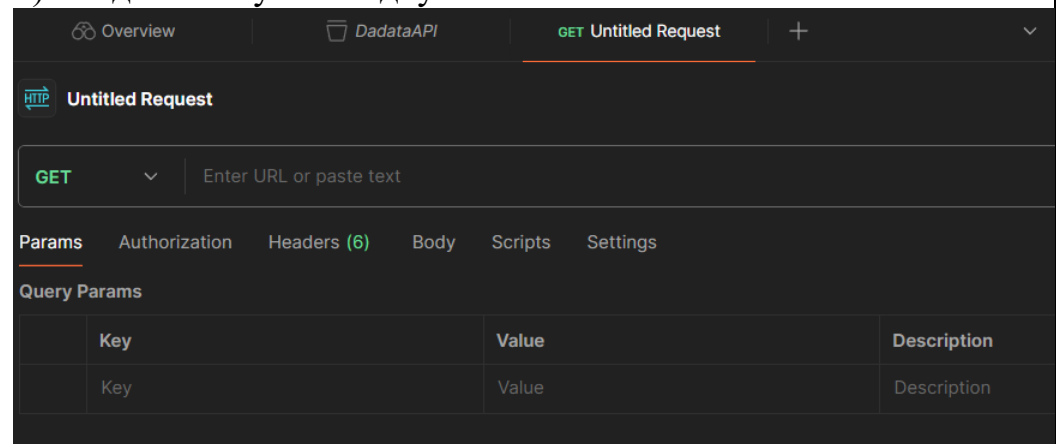 Overview DadataAPI GET Untitled Request
HTTP Untitled Request
GET Enter URL or paste text
Params Authorization Headers (6) Body Scripts Settings
Query Params
Key Value Description
Key Value Description